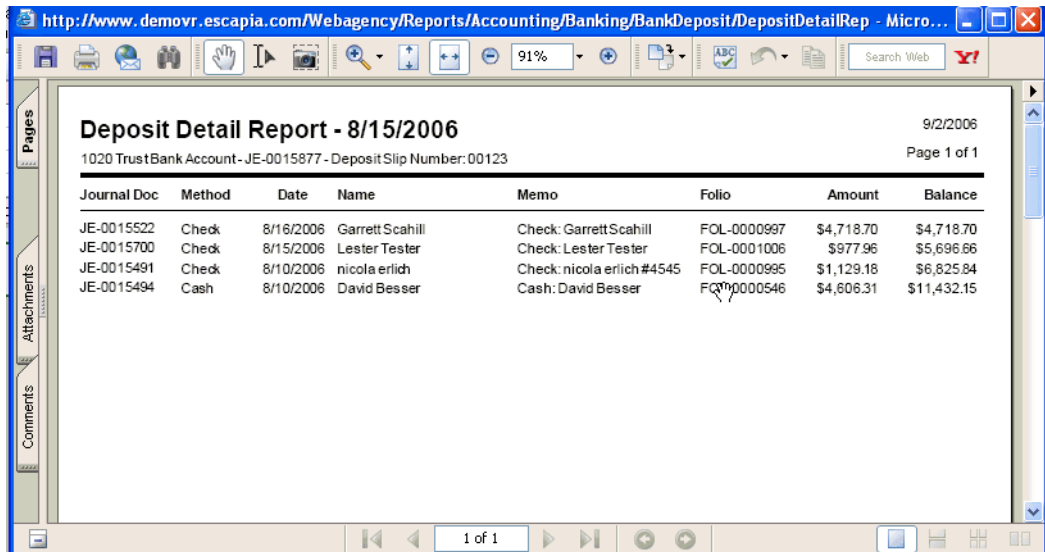 http://www.demovr.escapia.com/Webagency/Reports/Accounting/Banking/BankDeposit/DepositDetailRep - Micro...
91%
ABC
Search Web
Y!
Pages
Attachments
Comments
Deposit Detail Report - 8/15/2006
9/2/2006
1020 Trust Bank Account - JE-0015877 - Deposit Slip Number: 00123
Page 1 of 1
Journal Doc Method Date Name Memo Folio Amount Balance
JE-0015522 Check 8/16/2006 Garrett Scahill Check: Garrett Scahill FOL-0000997 $4,718.70 $4,718.70
JE-0015700 Check 8/15/2006 Lester Tester Check: Lester Tester FOL-0001006 $977.96 $5,696.66
JE-0015491 Check 8/10/2006 nicola erlich Check: nicola erlich #4545 FOL-0000995 $1,129.18 $6,825.84
JE-0015494 Cash 8/10/2006 David Besser Cash: David Besser FOL-0000546 $4,606.31 $11,432.15
1 of 1